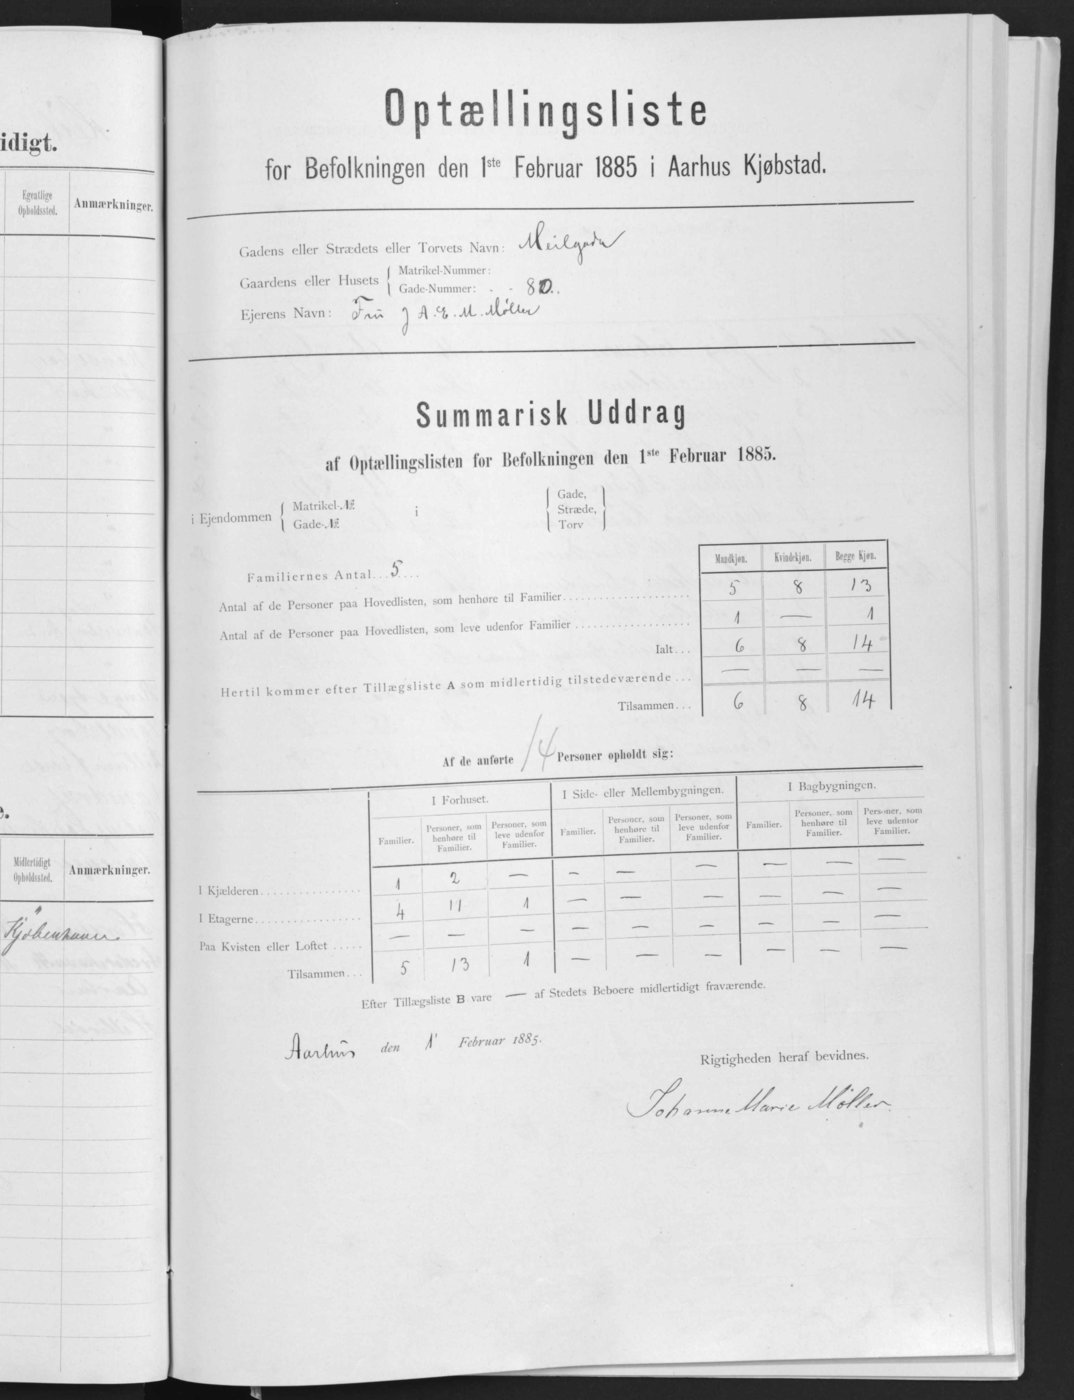 idigt.
Egentlige Opholdssted.
Anmærkninger.
e.
Midlertidigt Opholdssted.
Anmærkninger.
"
Kjøbenhavn.
Optællingsliste
for Befolkningen den 1ste Februar 1885 i Aarhus Kjøbstad.
Gadens eller Strædets eller Torvets Navn: Meilgade
Gaardens eller Husets { Matrikel-Nummer:
Gade-Nummer: - - 80..
Ejerens Navn: Fru J A. E. M. Møller
Summarisk Uddrag
af Optællingslisten for Befolkningen den 1ste Februar 1885.
i Ejendommen { Matrikel-№ Gade-№ i { Gade, Stræde, Torv }
Mandkjøn. Kvindekjøn. Begge Kjøn.
Familiernes Antal...5....
Antal af de Personer paa Hovedlisten, som henhøre til Familier 5 8 13
Antal af de Personer paa Hovedlisten, som leve udenfor Familier 1 — 1
Ialt... 6 8 14
Hertil kommer efter Tillægsliste A som midlertidig tilstedeværende ... — — —
Tilsammen... 6 8 14
Af de anførte 14 Personer opholdt sig:
I Forhuset. I Side- eller Mellembygningen. I Bagbygningen.
Familier. Personer, som henhøre til Familier. Personer, som leve udenfor Familier. Familier. Personer, som henhøre til Familier. Personer, som leve udenfor Familier. Familier. Personer, som henhøre til Familier. Personer, som leve udenfor Familier.
I Kjælderen 1 2 — — — — — — —
I Etagerne 4 11 1 — — — — — —
Paa Kvisten eller Loftet — — — — — — — — —
Tilsammen... 5 13 1 — — — — — —
Efter Tillægsliste B vare — af Stedets Beboere midlertidigt fraværende.
Aarhus den 1' Februar 1885.
Rigtigheden heraf bevidnes.
Johanne Marie Møller.